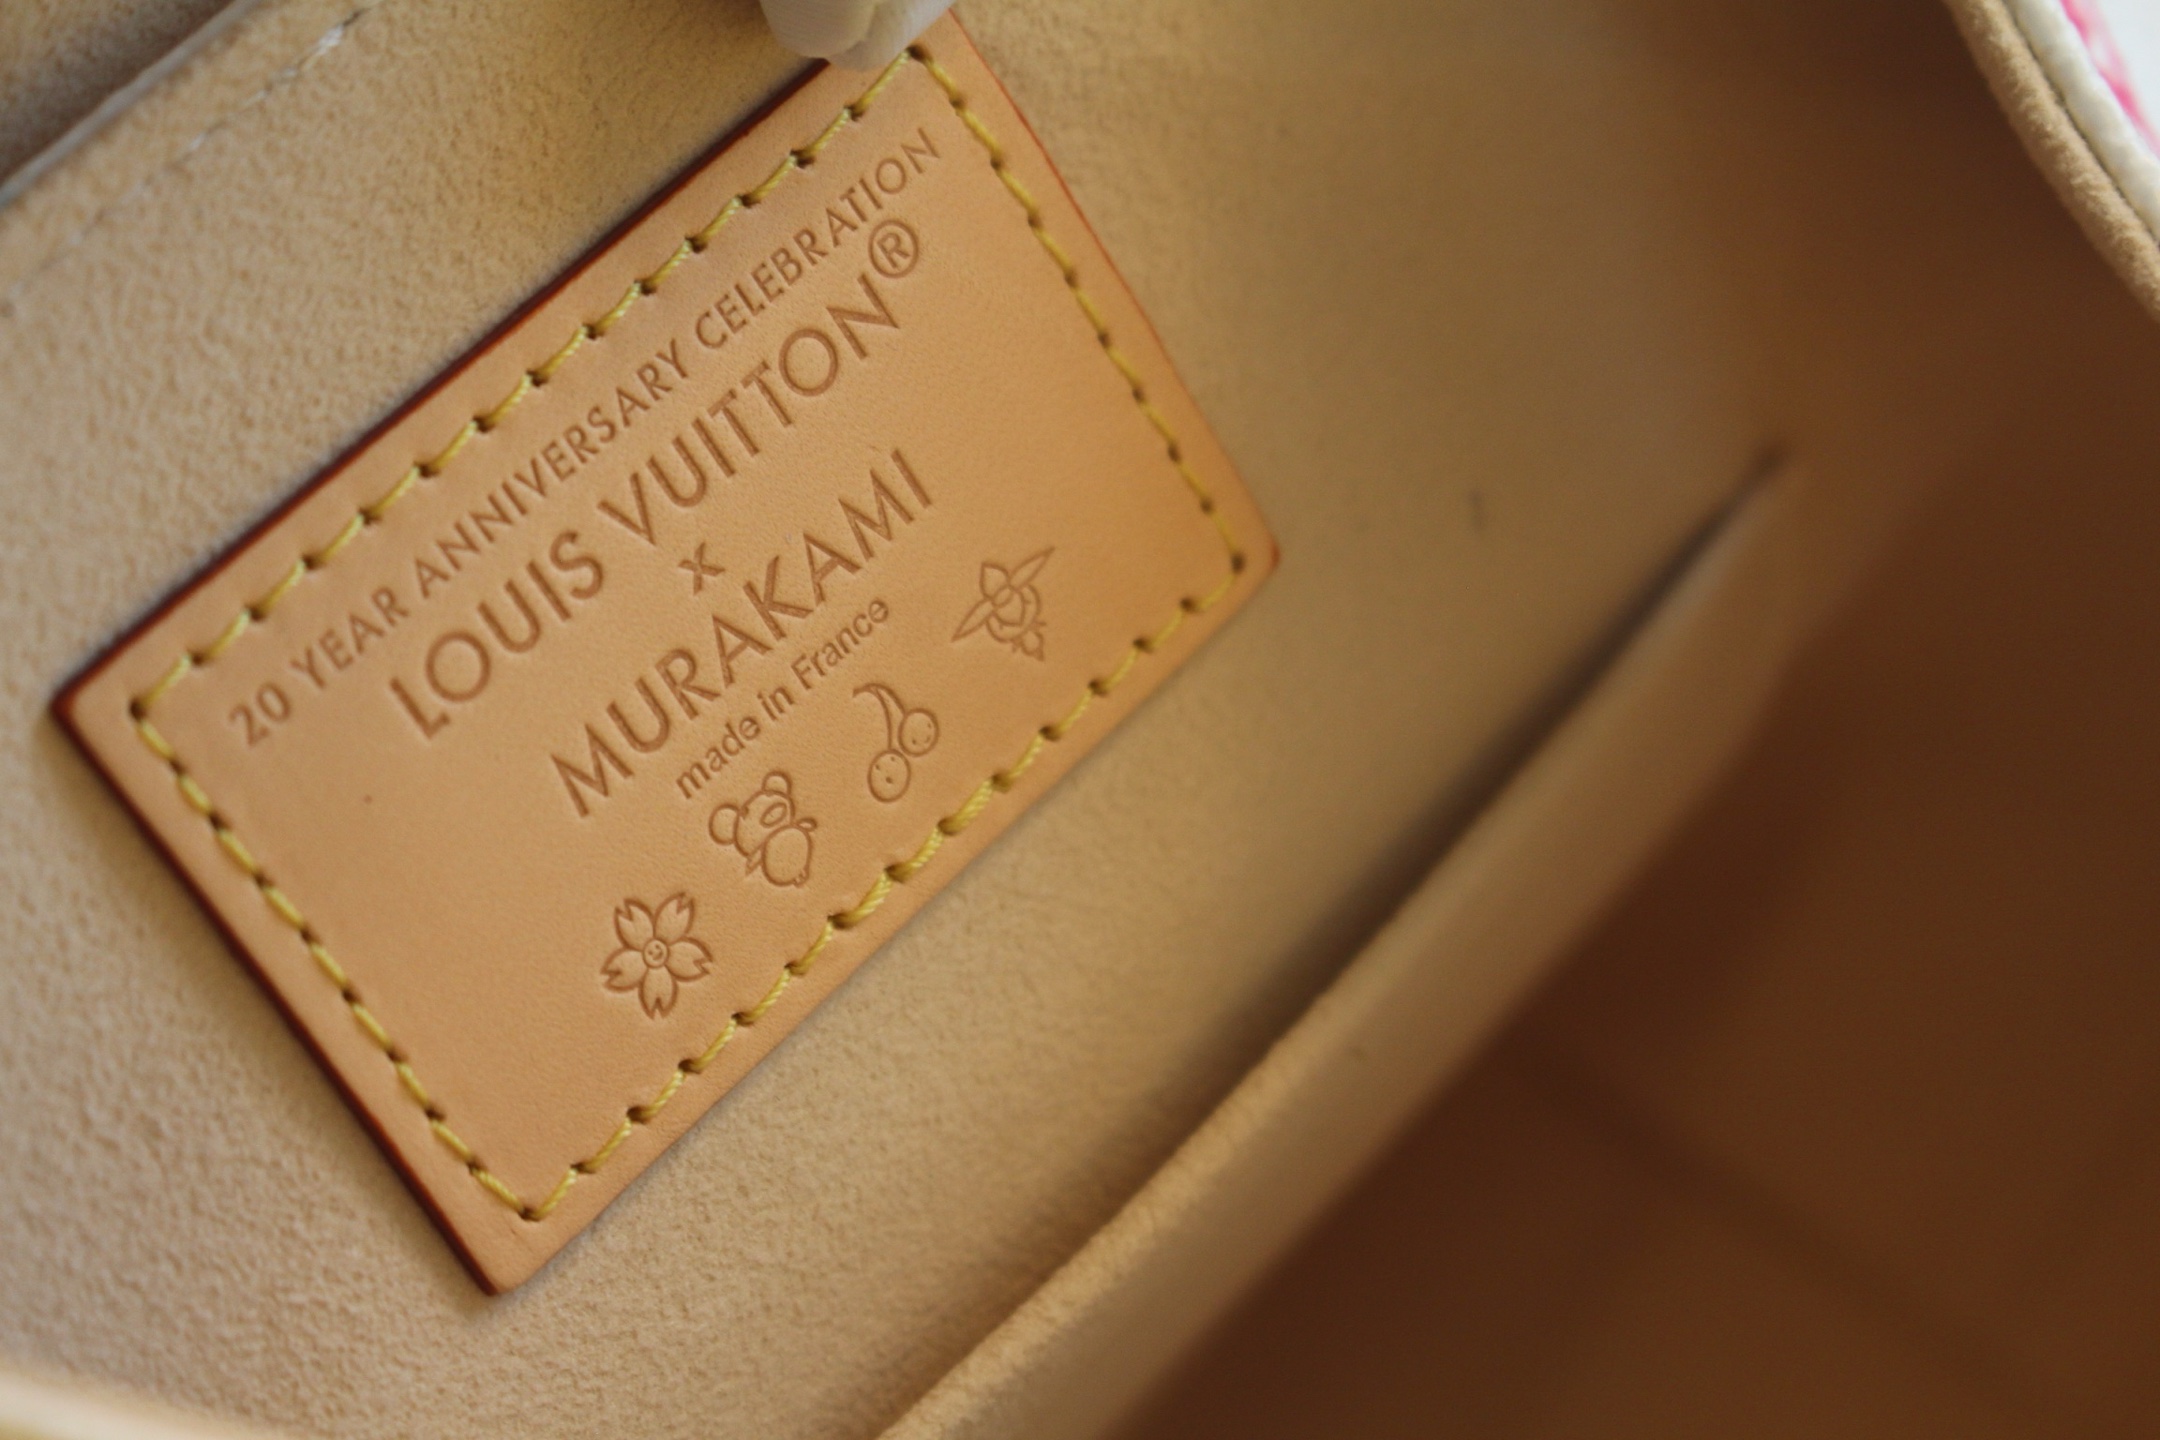 20 YEAR ANNIVERSARY CELEBRATION
LOUIS VUITTON®
x
MURAKAMI
made in France